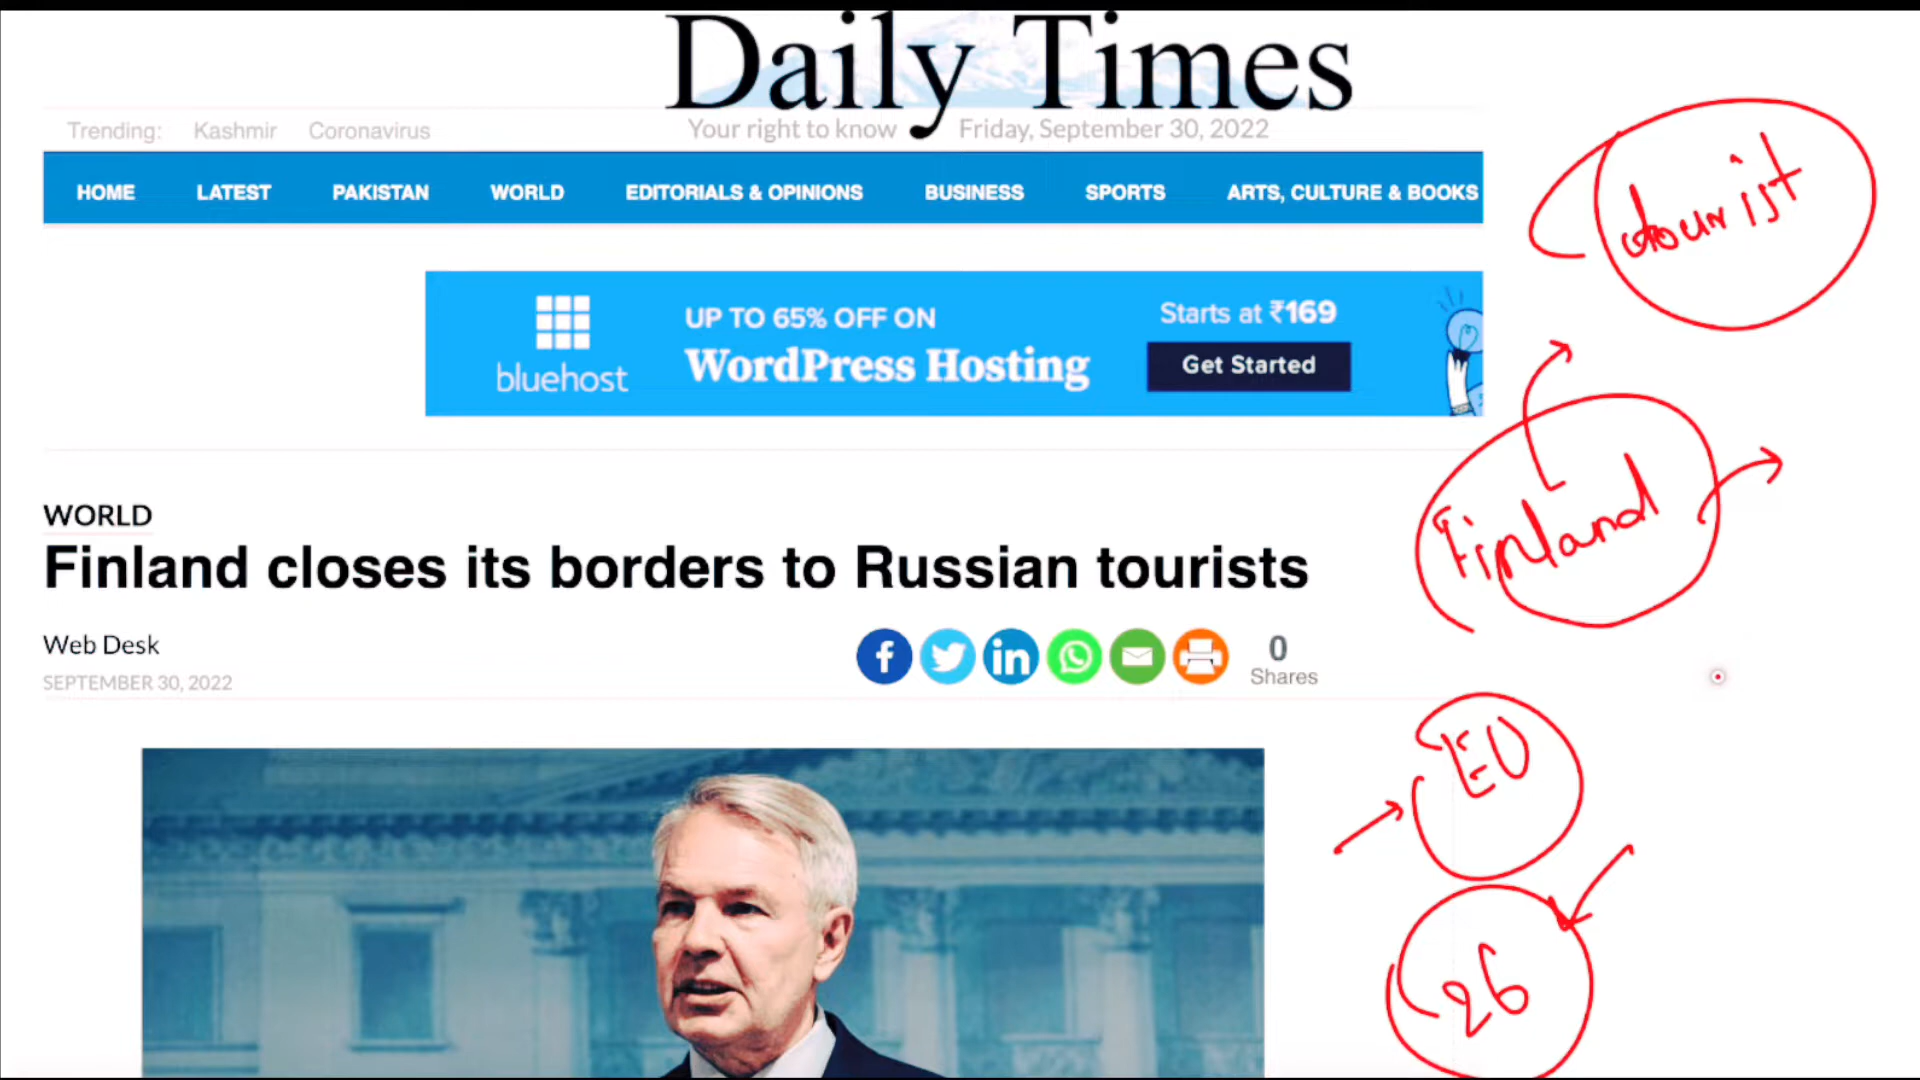 Daily Times
Trending: Kashmir Coronavirus
Your right to know Friday, September 30, 2022
HOME LATEST PAKISTAN WORLD EDITORIALS & OPINIONS BUSINESS SPORTS ARTS, CULTURE & BOOKS
tourist
bluehost
UP TO 65% OFF ON
WordPress Hosting
Starts at ₹169
Get Started
Finland
WORLD
Finland closes its borders to Russian tourists
Web Desk
SEPTEMBER 30, 2022
0
Shares
EU
26